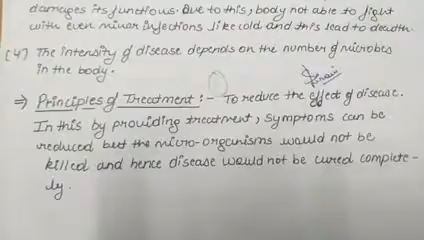 damages its functions. Due to this, body not able to fight
with even minor infections like cold and this lead to death.
(4) The intensity of disease depends on the number of microbes
in the body.
⇒ Principles of Treatment :- To reduce the effect of disease.
In this by providing treatment, symptoms can be
reduced but the micro-organisms would not be
killed and hence disease would not be cured complete-
ly.